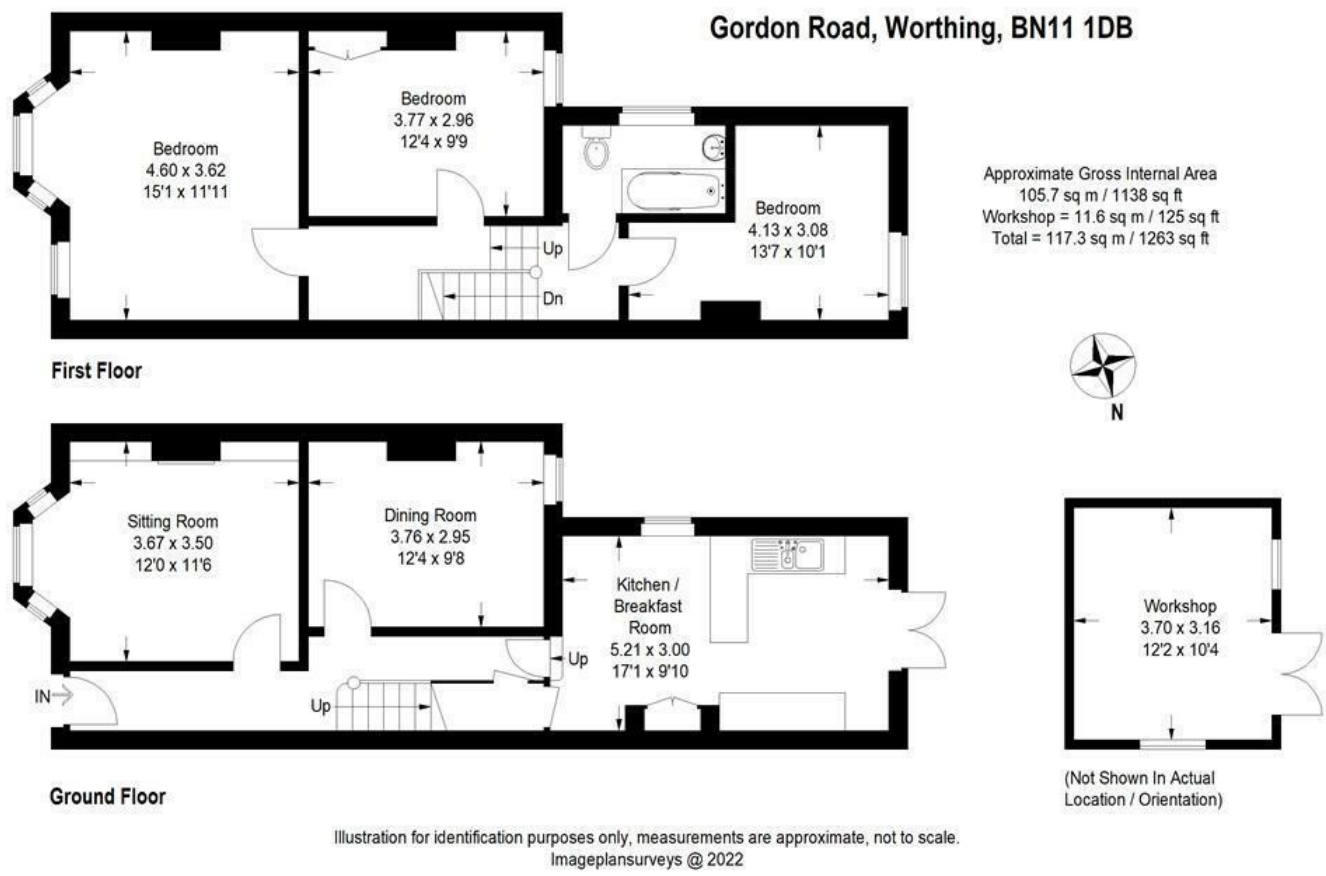 Gordon Road, Worthing, BN11 1DB
Bedroom
4.60 x 3.62
15'1 x 11'11
Bedroom
3.77 x 2.96
12'4 x 9'9
Bedroom
4.13 x 3.08
13'7 x 10'1
Up
Dn
First Floor
Approximate Gross Internal Area
105.7 sq m / 1138 sq ft
Workshop = 11.6 sq m / 125 sq ft
Total = 117.3 sq m / 1263 sq ft
N
Sitting Room
3.67 x 3.50
12'0 x 11'6
Dining Room
3.76 x 2.95
12'4 x 9'8
Kitchen /
Breakfast
Room
5.21 x 3.00
17'1 x 9'10
Up
IN
Up
Ground Floor
Workshop
3.70 x 3.16
12'2 x 10'4
(Not Shown In Actual
Location / Orientation)
Illustration for identification purposes only, measurements are approximate, not to scale.
Imageplansurveys @ 2022